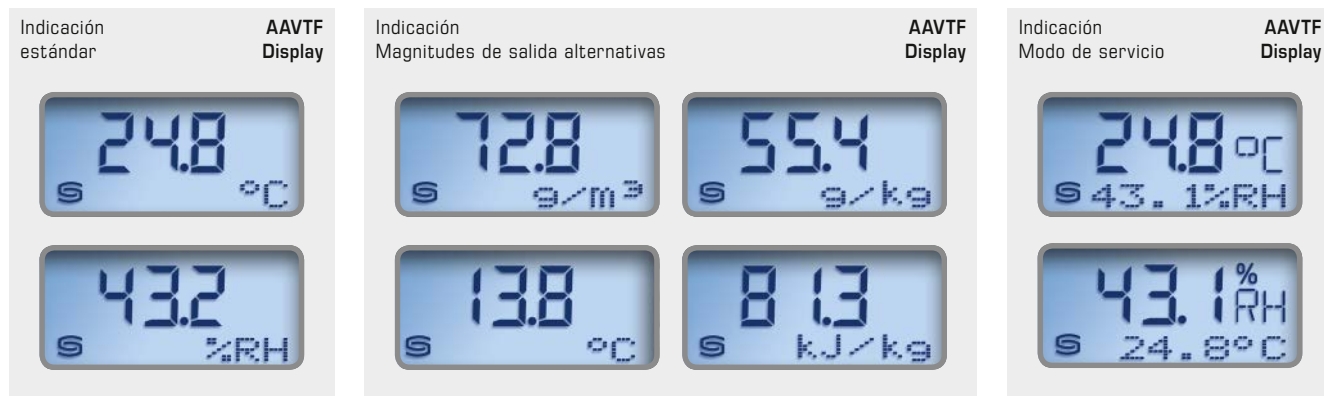 Indicación
estándar
AAVTF
Display
24.8
°C
43.2
%RH
Indicación
Magnitudes de salida alternativas
AAVTF
Display
72.8
g/m³
55.4
g/kg
13.8
°C
81.3
kJ/kg
Indicación
Modo de servicio
AAVTF
Display
24.8 °C
43.1%RH
43.1 % RH
24.8°C